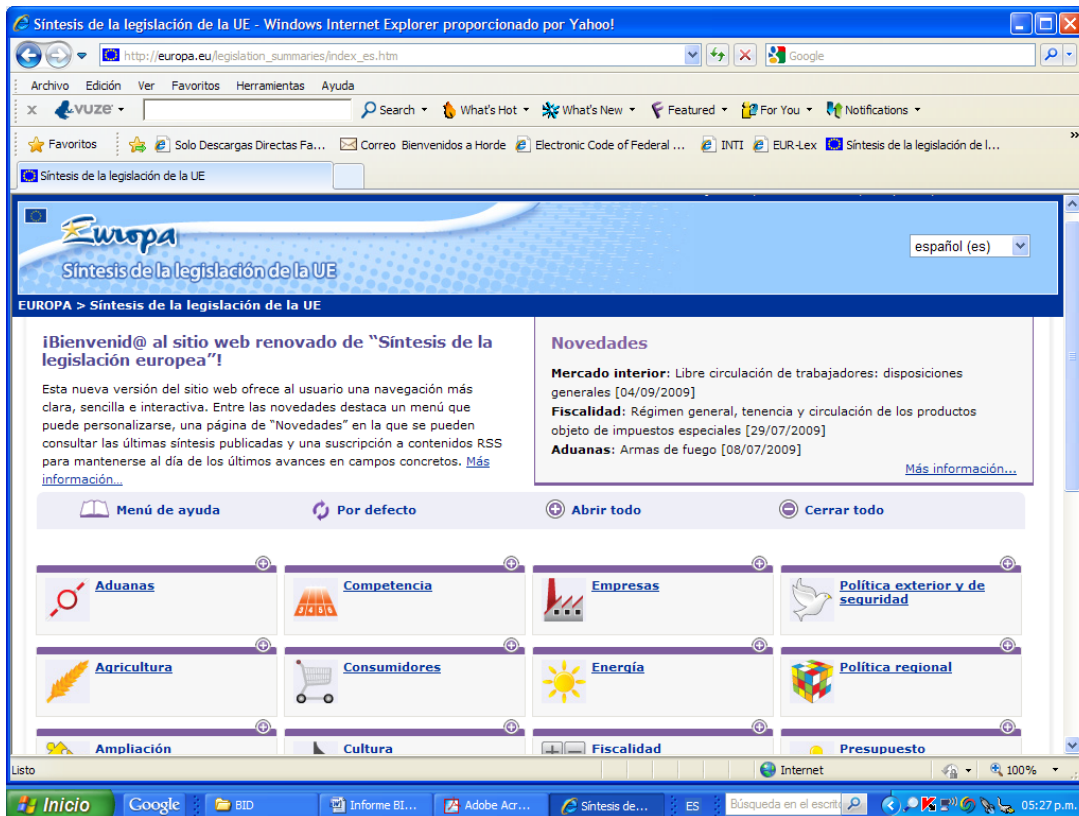 Síntesis de la legislación de la UE - Windows Internet Explorer proporcionado por Yahoo!
http://europa.eu/legislation_summaries/index_es.htm
Google
Archivo Edición Ver Favoritos Herramientas Ayuda
x vuze Search What's Hot What's New Featured For You Notifications
Favoritos Solo Descargas Directas Fa... Correo Bienvenidos a Horde Electronic Code of Federal ... INTI EUR-Lex Síntesis de la legislación de l... »
Síntesis de la legislación de la UE
Europa
Síntesis de la legislación de la UE
español (es)
EUROPA > Síntesis de la legislación de la UE
¡Bienvenid@ al sitio web renovado de "Síntesis de la
legislación europea"!
Esta nueva versión del sitio web ofrece al usuario una navegación más
clara, sencilla e interactiva. Entre las novedades destaca un menú que
puede personalizarse, una página de "Novedades" en la que se pueden
consultar las últimas síntesis publicadas y una suscripción a contenidos RSS
para mantenerse al día de los últimos avances en campos concretos. Más
información...
Novedades
Mercado interior: Libre circulación de trabajadores: disposiciones
generales [04/09/2009]
Fiscalidad: Régimen general, tenencia y circulación de los productos
objeto de impuestos especiales [29/07/2009]
Aduanas: Armas de fuego [08/07/2009]
Más información...
Menú de ayuda Por defecto Abrir todo Cerrar todo
Aduanas Competencia Empresas Política exterior y de
seguridad
Agricultura Consumidores Energía Política regional
Ampliación Cultura Fiscalidad Presupuesto
Listo Internet 100%
Inicio Google BID Informe BI... Adobe Acr... Síntesis de... ES Búsqueda en el escrito 05:27 p.m.